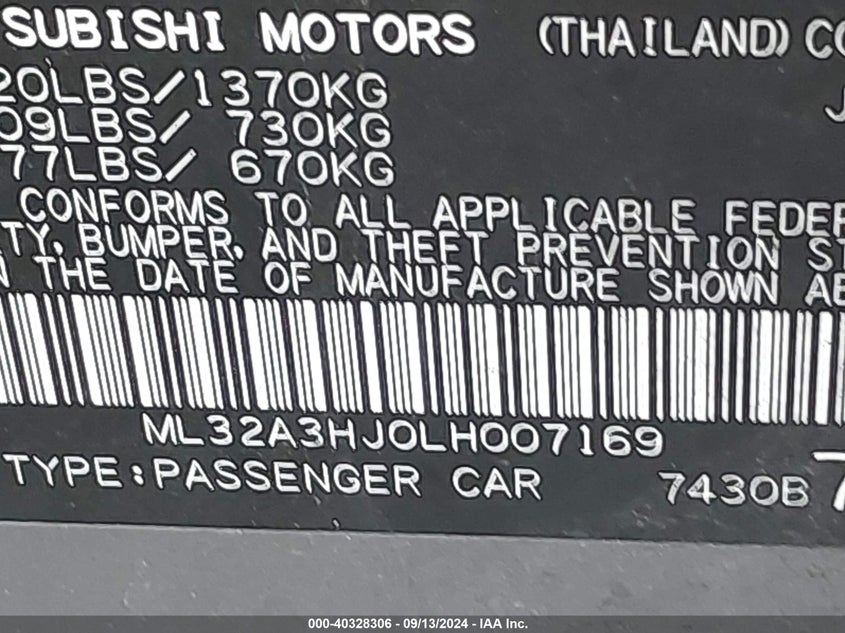 SUBISHI MOTORS (THAILAND) CO
20LBS/1370KG
09LBS/ 730KG
77LBS/ 670KG
CONFORMS TO ALL APPLICABLE FEDER
TY, BUMPER, AND THEFT PREVENTION ST
N THE DATE OF MANUFACTURE SHOWN AB
ML32A3HJ0LH007169
TYPE:PASSENGER CAR 7430B 7
000-40328306 - 09/13/2024 - IAA Inc.